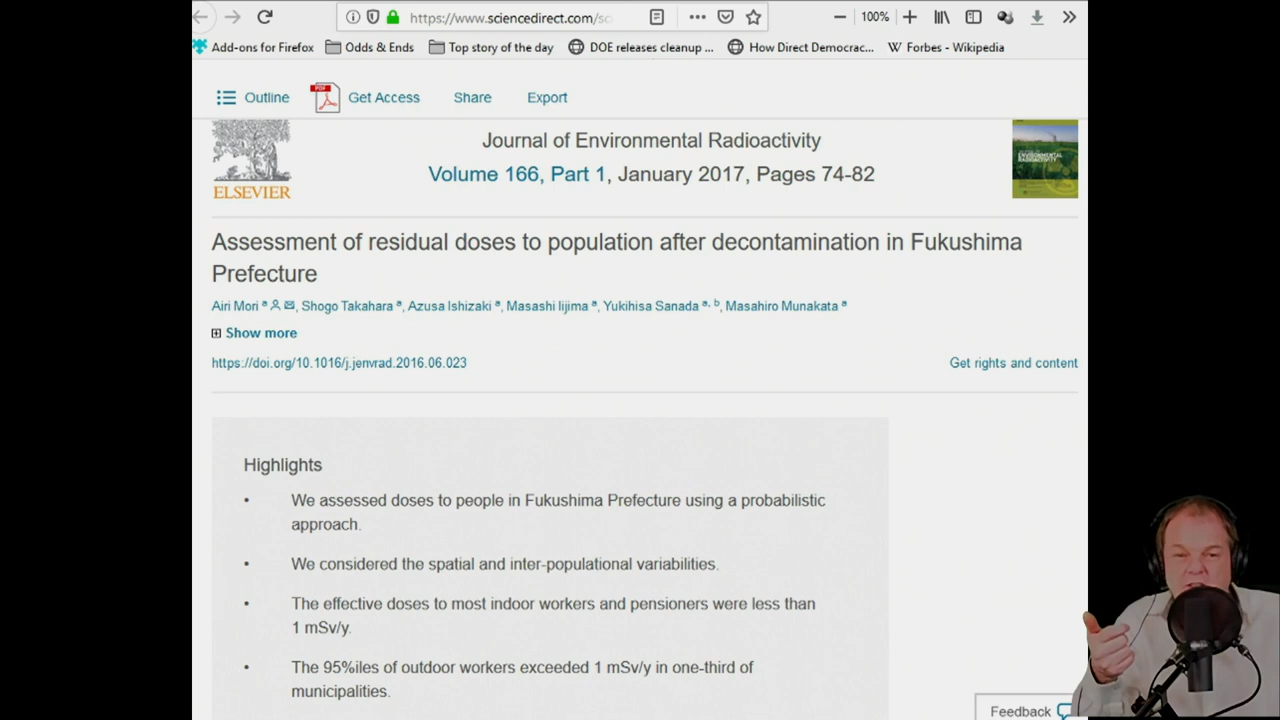 https://www.sciencedirect.com/sc
100%
Add-ons for Firefox Odds & Ends Top story of the day DOE releases cleanup ... How Direct Democrac... W Forbes - Wikipedia
Outline PDF Get Access Share Export
Journal of Environmental Radioactivity
Volume 166, Part 1, January 2017, Pages 74-82
ELSEVIER
ENVIRONMENTAL
RADIOACTIVITY
Assessment of residual doses to population after decontamination in Fukushima
Prefecture
Airi Mori a, Shogo Takahara a, Azusa Ishizaki a, Masashi Iijima a, Yukihisa Sanada a, b, Masahiro Munakata a
Show more
https://doi.org/10.1016/j.jenvrad.2016.06.023 Get rights and content
Highlights
• We assessed doses to people in Fukushima Prefecture using a probabilistic
approach.
• We considered the spatial and inter-populational variabilities.
• The effective doses to most indoor workers and pensioners were less than
1 mSv/y.
• The 95%iles of outdoor workers exceeded 1 mSv/y in one-third of
municipalities.
Feedback